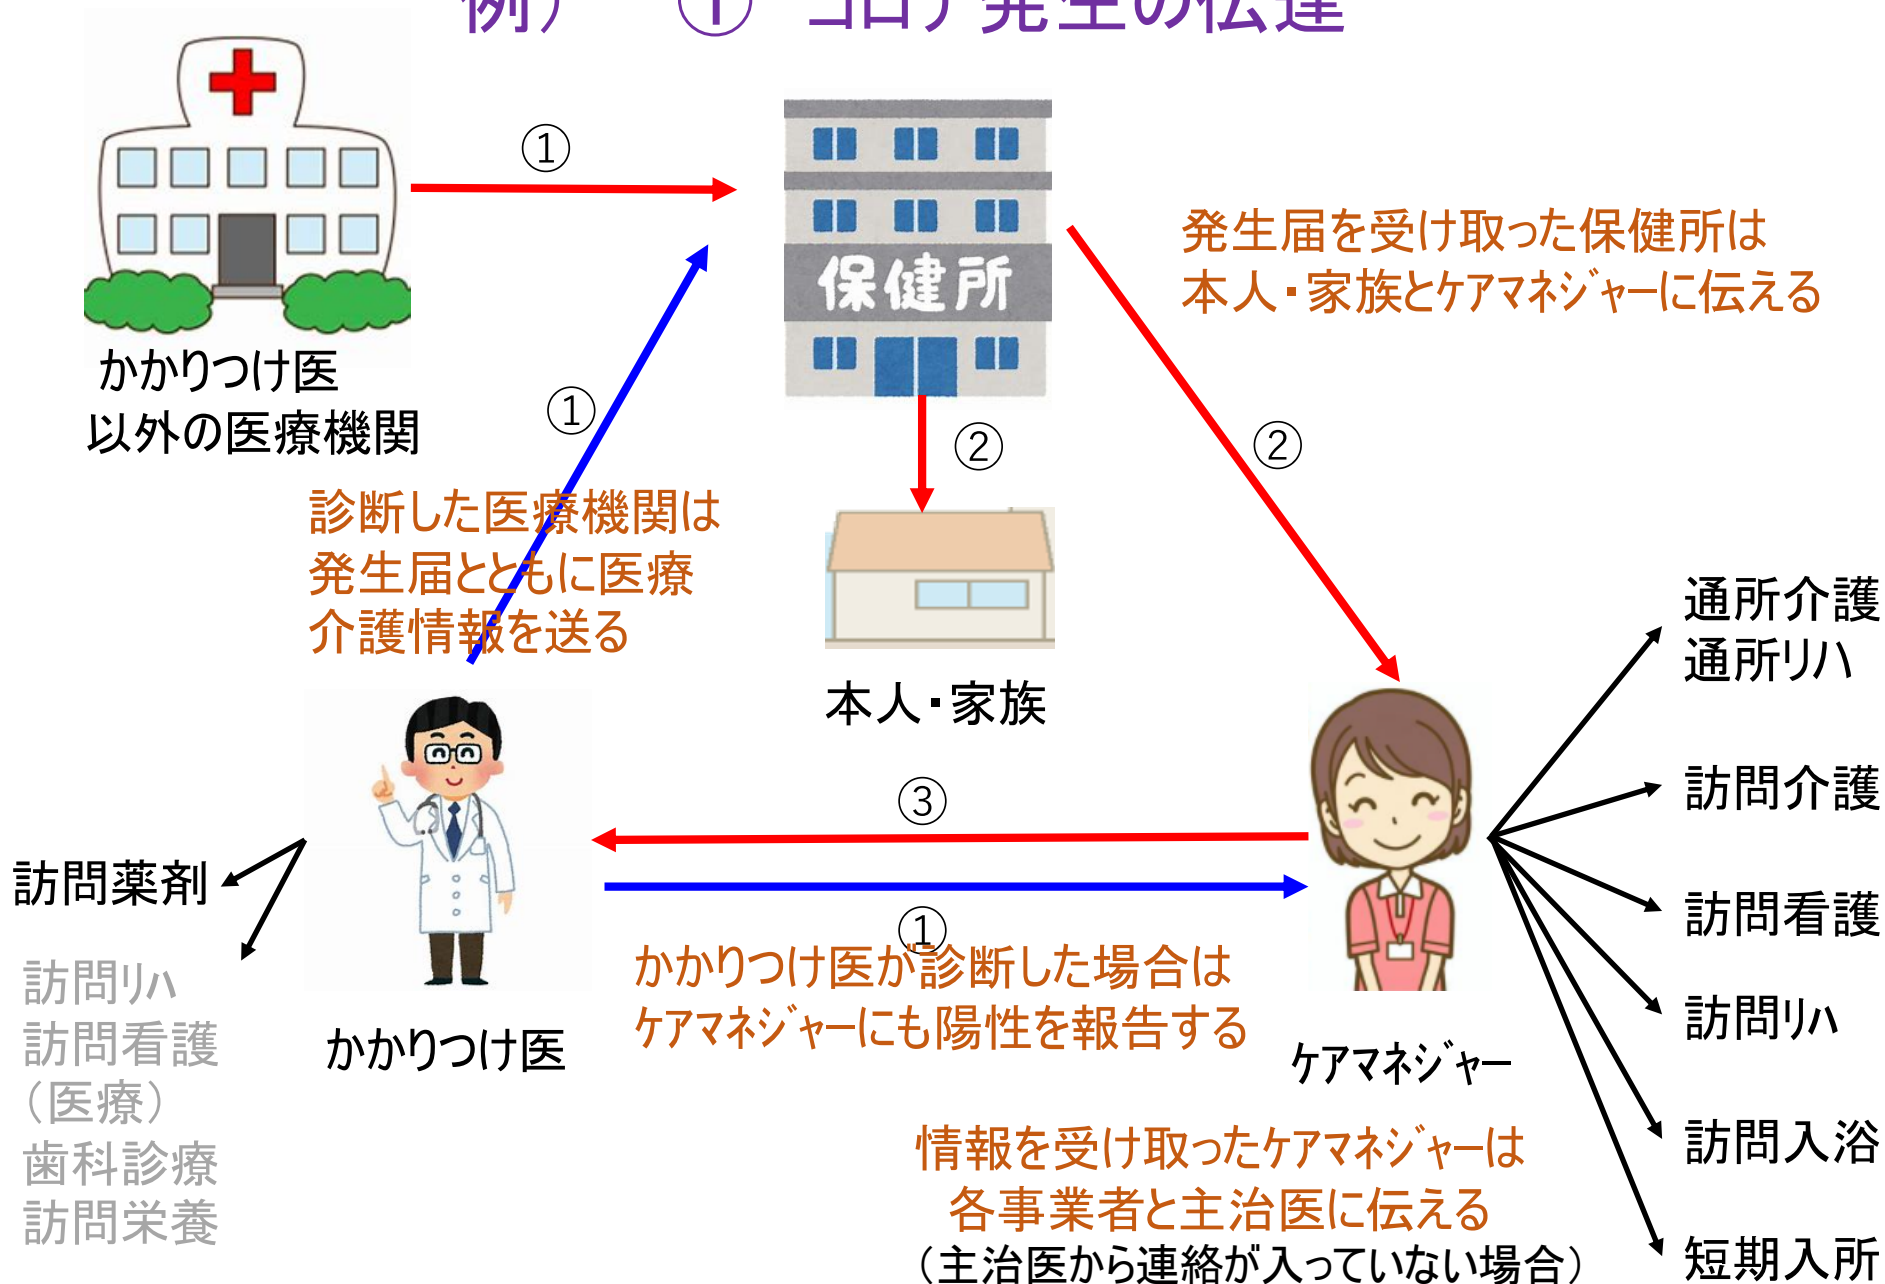 例） ① コロナ発生の伝達
①
保健所
発生届を受け取った保健所は
本人・家族とケアマネジャーに伝える
かかりつけ医
以外の医療機関
①
②
②
診断した医療機関は
発生届とともに医療
介護情報を送る
本人・家族
通所介護
通所リハ
訪問介護
③
訪問薬剤
訪問看護
①
かかりつけ医が診断した場合は
ケアマネジャーにも陽性を報告する
訪問リハ
訪問看護
（医療）
歯科診療
訪問栄養
かかりつけ医
訪問リハ
ケアマネジャー
情報を受け取ったケアマネジャーは
各事業者と主治医に伝える
（主治医から連絡が入っていない場合）
訪問入浴
短期入所